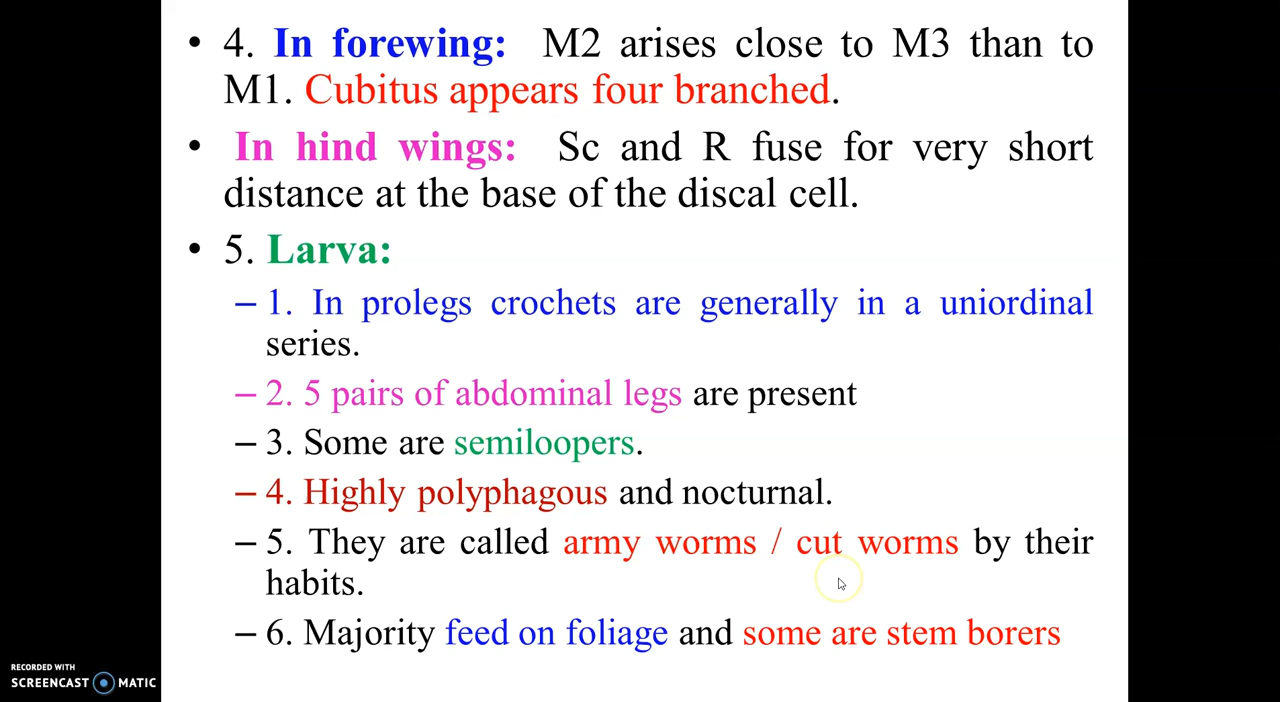 • 4. In forewing: M2 arises close to M3 than to
M1. Cubitus appears four branched.
• In hind wings: Sc and R fuse for very short
distance at the base of the discal cell.
• 5. Larva:
– 1. In prolegs crochets are generally in a uniordinal
series.
– 2. 5 pairs of abdominal legs are present
– 3. Some are semiloopers.
– 4. Highly polyphagous and nocturnal.
– 5. They are called army worms / cut worms by their
habits.
– 6. Majority feed on foliage and some are stem borers
RECORDED WITH
SCREENCAST MATIC